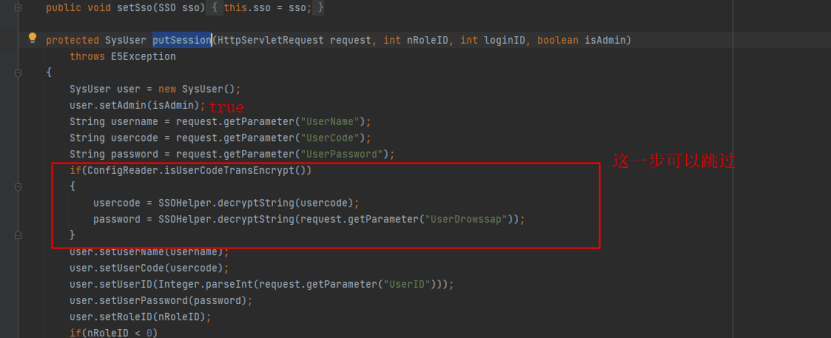 public void setSso(SSO sso) { this.sso = sso; }
protected SysUser putSession(HttpServletRequest request, int nRoleID, int loginID, boolean isAdmin)
throws E5Exception
{
SysUser user = new SysUser();
user.setAdmin(isAdmin); true
String username = request.getParameter("UserName");
String usercode = request.getParameter("UserCode");
String password = request.getParameter("UserPassword");
if(ConfigReader.isUserCodeTransEncrypt()) 这一步可以跳过
{
usercode = SSOHelper.decryptString(usercode);
password = SSOHelper.decryptString(request.getParameter("UserDrowssap"));
}
user.setUserName(username);
user.setUserCode(usercode);
user.setUserID(Integer.parseInt(request.getParameter("UserID")));
user.setUserPassword(password);
user.setRoleID(nRoleID);
if(nRoleID < 0)